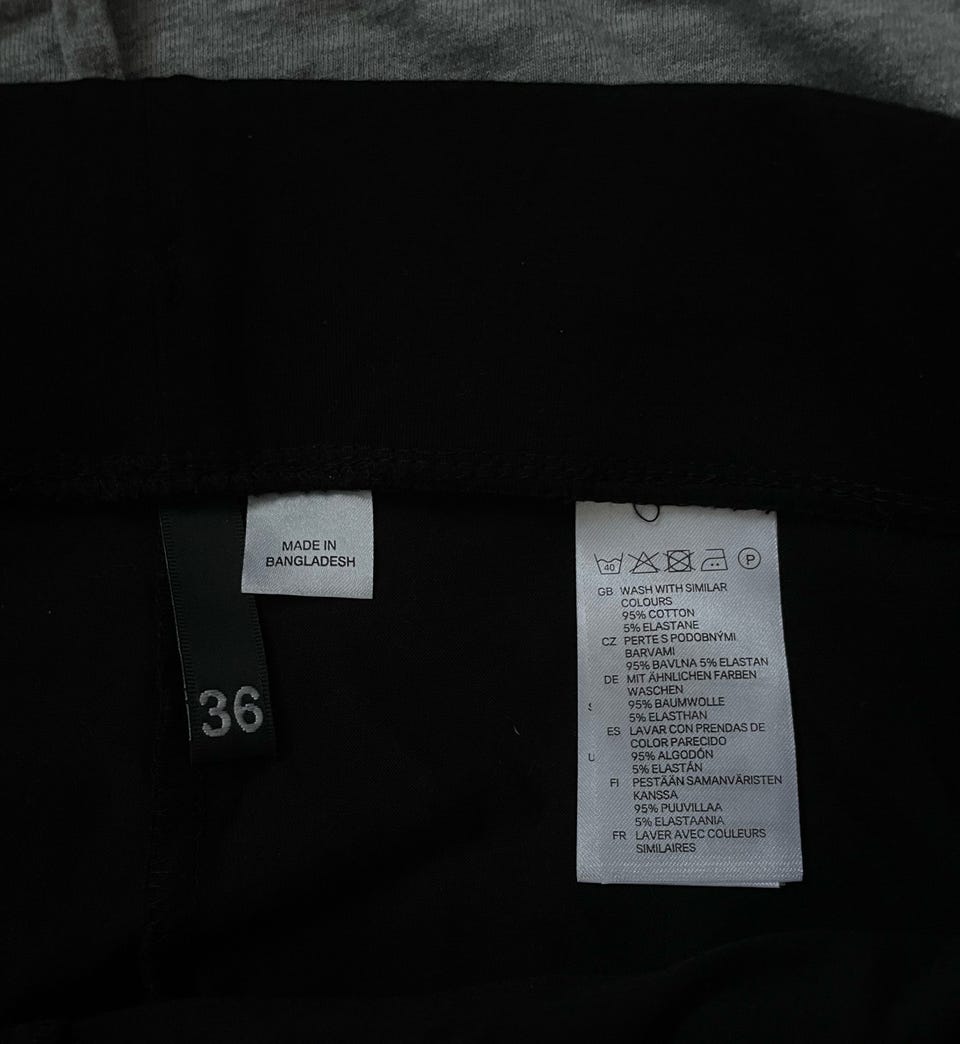 MADE IN
BANGLADESH
36
40
P
GB WASH WITH SIMILAR
COLOURS
95% COTTON
5% ELASTANE
CZ PERTE S PODOBNÝMI
BARVAMI
95% BAVLNA 5% ELASTAN
DE MIT ÄHNLICHEN FARBEN
WASCHEN
95% BAUMWOLLE
5% ELASTHAN
ES LAVAR CON PRENDAS DE
COLOR PARECIDO
95% ALGODÓN
5% ELASTÁN
FI PESTÄÄN SAMANVÄRISTEN
KANSSA
95% PUUVILLAA
5% ELASTAANIA
FR LAVER AVEC COULEURS
SIMILAIRES